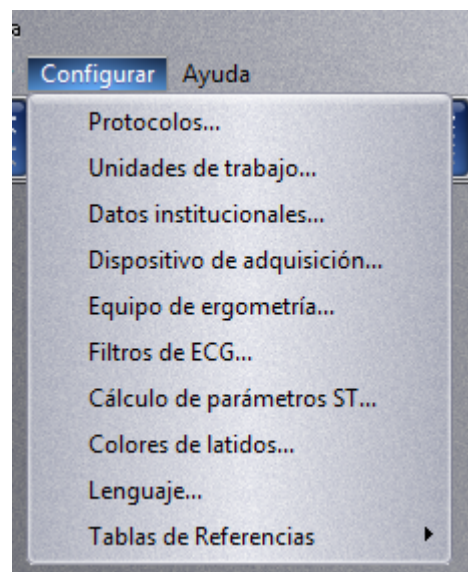 a
Configurar Ayuda
Protocolos...
Unidades de trabajo...
Datos institucionales...
Dispositivo de adquisición...
Equipo de ergometría...
Filtros de ECG...
Cálculo de parámetros ST...
Colores de latidos...
Lenguaje...
Tablas de Referencias